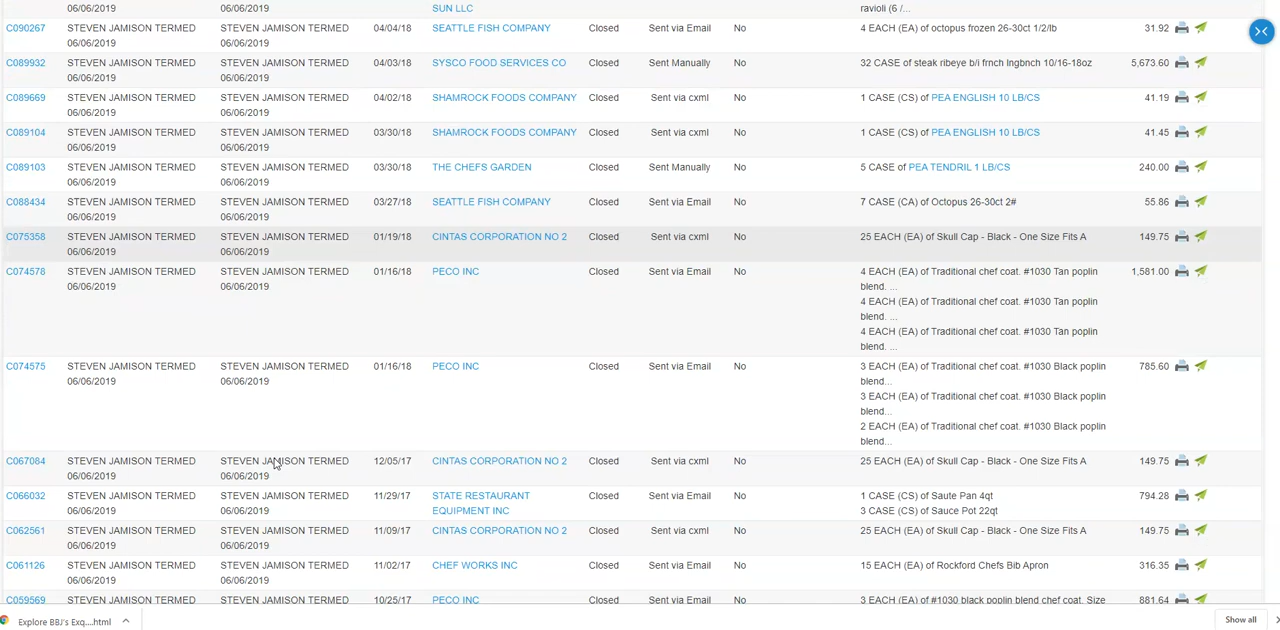 06/06/2019 06/06/2019 SUN LLC ravioli (6 /...
C090267 STEVEN JAMISON TERMED STEVEN JAMISON TERMED 04/04/18 SEATTLE FISH COMPANY Closed Sent via Email No 4 EACH (EA) of octopus frozen 26-30ct 1/2/lb 31.92
06/06/2019 06/06/2019
C089932 STEVEN JAMISON TERMED STEVEN JAMISON TERMED 04/03/18 SYSCO FOOD SERVICES CO Closed Sent Manually No 32 CASE of steak ribeye b/i frnch lngbnch 10/16-18oz 5,673.60
06/06/2019 06/06/2019
C089669 STEVEN JAMISON TERMED STEVEN JAMISON TERMED 04/02/18 SHAMROCK FOODS COMPANY Closed Sent via cxml No 1 CASE (CS) of PEA ENGLISH 10 LB/CS 41.19
06/06/2019 06/06/2019
C089104 STEVEN JAMISON TERMED STEVEN JAMISON TERMED 03/30/18 SHAMROCK FOODS COMPANY Closed Sent via cxml No 1 CASE (CS) of PEA ENGLISH 10 LB/CS 41.45
06/06/2019 06/06/2019
C089103 STEVEN JAMISON TERMED STEVEN JAMISON TERMED 03/30/18 THE CHEFS GARDEN Closed Sent Manually No 5 CASE of PEA TENDRIL 1 LB/CS 240.00
06/06/2019 06/06/2019
C088434 STEVEN JAMISON TERMED STEVEN JAMISON TERMED 03/27/18 SEATTLE FISH COMPANY Closed Sent via Email No 7 CASE (CA) of Octopus 26-30ct 2# 55.86
06/06/2019 06/06/2019
C075358 STEVEN JAMISON TERMED STEVEN JAMISON TERMED 01/19/18 CINTAS CORPORATION NO 2 Closed Sent via cxml No 25 EACH (EA) of Skull Cap - Black - One Size Fits A 149.75
06/06/2019 06/06/2019
C074578 STEVEN JAMISON TERMED STEVEN JAMISON TERMED 01/16/18 PECO INC Closed Sent via Email No 4 EACH (EA) of Traditional chef coat. #1030 Tan poplin 1,581.00
06/06/2019 06/06/2019 blend. ...
4 EACH (EA) of Traditional chef coat. #1030 Tan poplin
blend. ...
4 EACH (EA) of Traditional chef coat. #1030 Tan poplin
blend. ...
C074575 STEVEN JAMISON TERMED STEVEN JAMISON TERMED 01/16/18 PECO INC Closed Sent via Email No 3 EACH (EA) of Traditional chef coat. #1030 Black poplin 785.60
06/06/2019 06/06/2019 blend...
3 EACH (EA) of Traditional chef coat. #1030 Black poplin
blend...
2 EACH (EA) of Traditional chef coat. #1030 Black poplin
blend...
C067084 STEVEN JAMISON TERMED STEVEN JAMISON TERMED 12/05/17 CINTAS CORPORATION NO 2 Closed Sent via cxml No 25 EACH (EA) of Skull Cap - Black - One Size Fits A 149.75
06/06/2019 06/06/2019
C066032 STEVEN JAMISON TERMED STEVEN JAMISON TERMED 11/29/17 STATE RESTAURANT Closed Sent via Email No 1 CASE (CS) of Saute Pan 4qt 794.28
06/06/2019 06/06/2019 EQUIPMENT INC 3 CASE (CS) of Sauce Pot 22qt
C062561 STEVEN JAMISON TERMED STEVEN JAMISON TERMED 11/09/17 CINTAS CORPORATION NO 2 Closed Sent via cxml No 25 EACH (EA) of Skull Cap - Black - One Size Fits A 149.75
06/06/2019 06/06/2019
C061126 STEVEN JAMISON TERMED STEVEN JAMISON TERMED 11/02/17 CHEF WORKS INC Closed Sent via Email No 15 EACH (EA) of Rockford Chefs Bib Apron 316.35
06/06/2019 06/06/2019
C059569 STEVEN JAMISON TERMED STEVEN JAMISON TERMED 10/25/17 PECO INC Closed Sent via Email No 3 EACH (EA) of #1030 black poplin blend chef coat. Size 881.64
Explore BBJ's Exq....html Show all